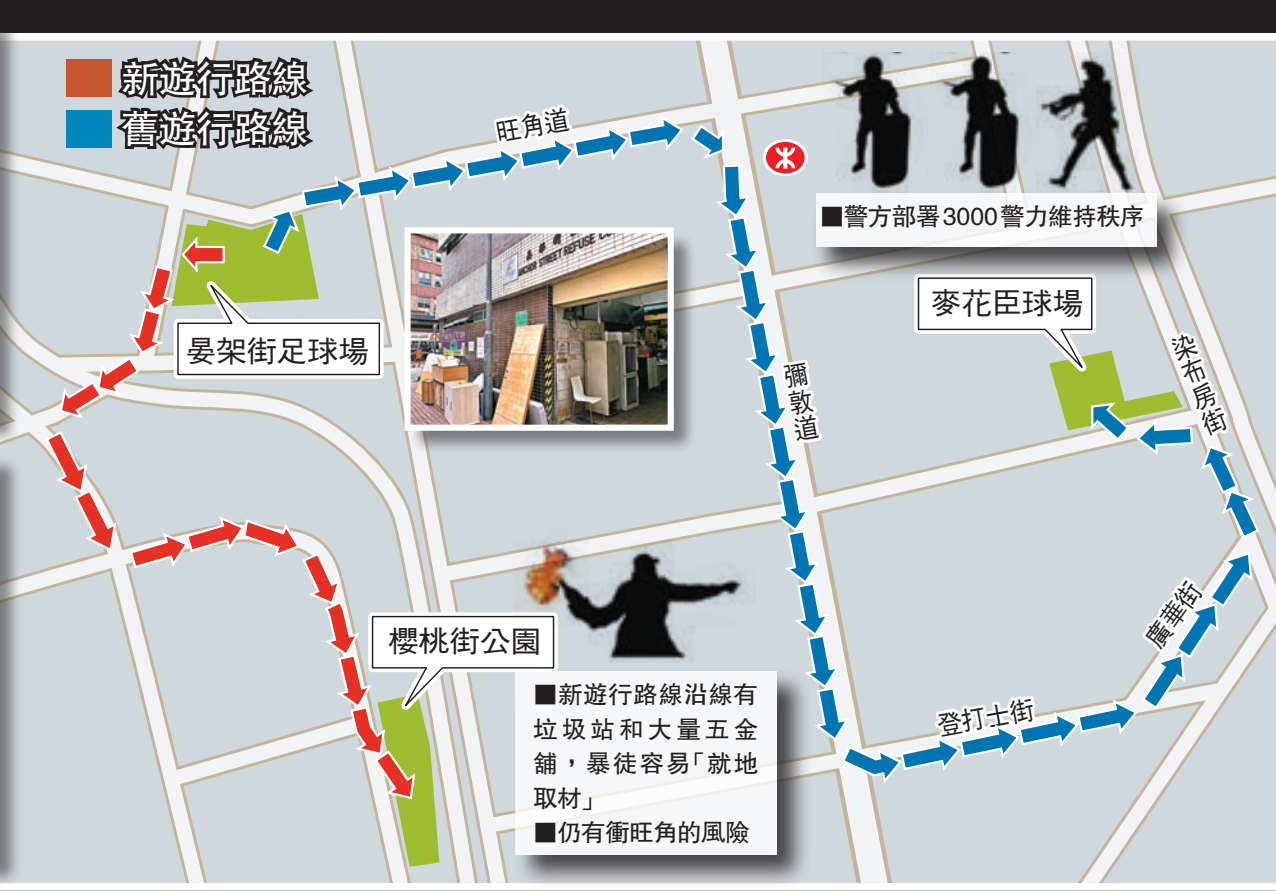 新遊行路線
舊遊行路線
旺角道
■警方部署3000警力維持秩序
ANCHOR STREET REFUSE CO
晏架街足球場
麥花臣球場
染布房街
彌敦道
櫻桃街公園
廣華街
登打士街
■新遊行路線沿線有
垃圾站和大量五金
舖，暴徒容易「就地
取材」
■仍有衝旺角的風險